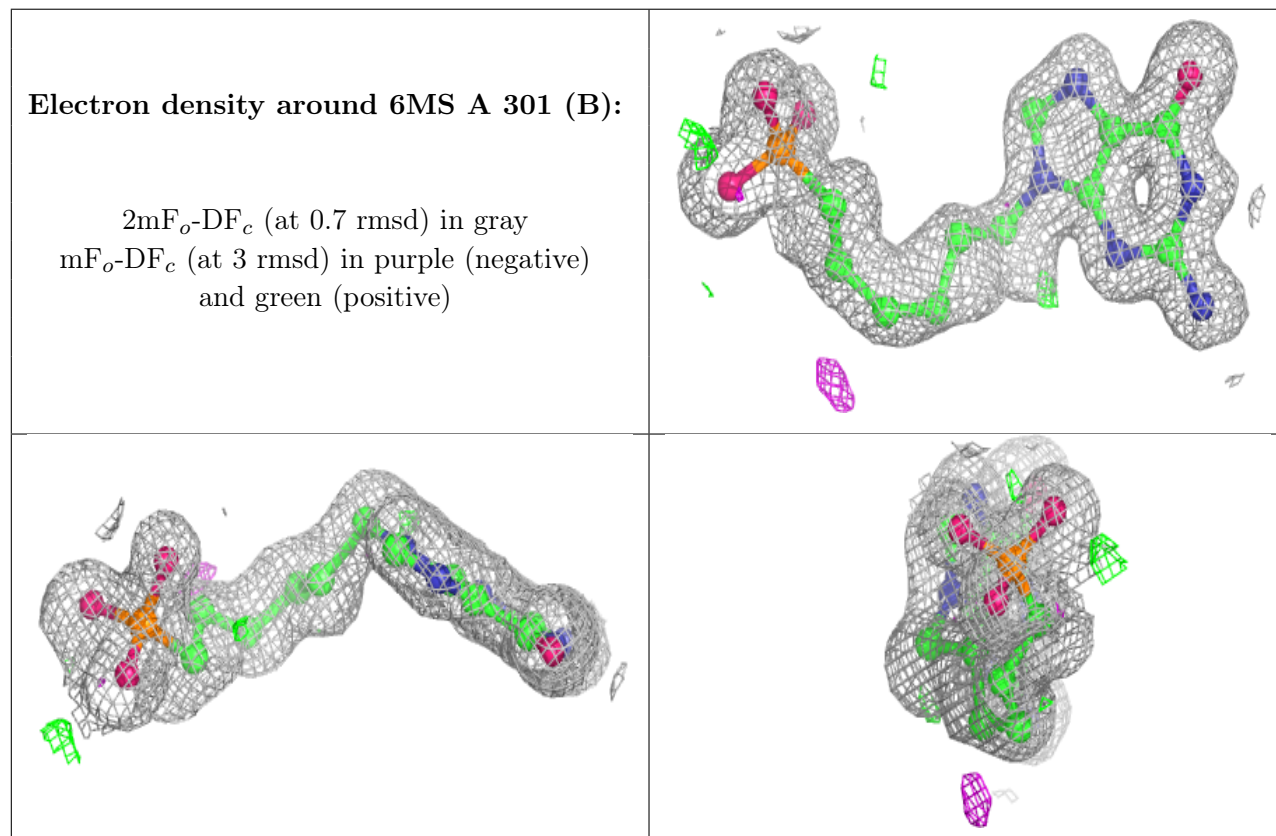 Electron density around 6MS A 301 (B):
2mFo-DFc (at 0.7 rmsd) in gray
mFo-DFc (at 3 rmsd) in purple (negative)
and green (positive)